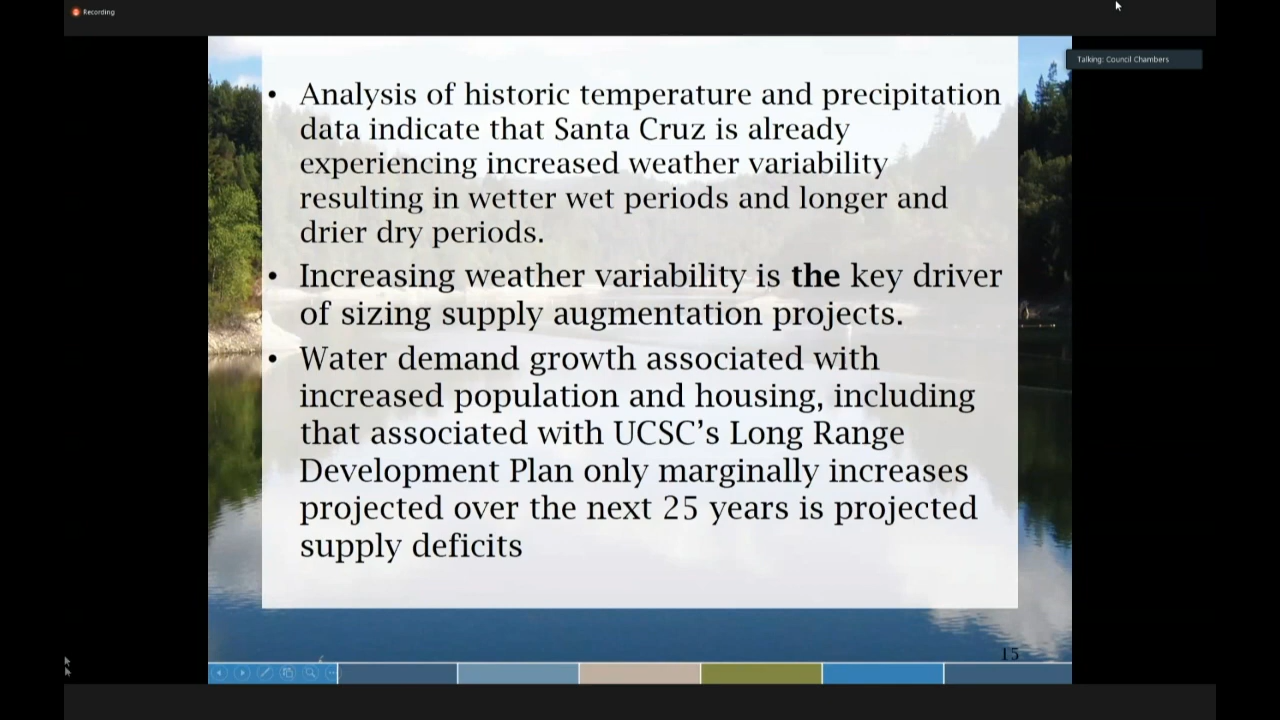 Recording
Talking: Council Chambers
• Analysis of historic temperature and precipitation
data indicate that Santa Cruz is already
experiencing increased weather variability
resulting in wetter wet periods and longer and
drier dry periods.
• Increasing weather variability is the key driver
of sizing supply augmentation projects.
• Water demand growth associated with
increased population and housing, including
that associated with UCSC’s Long Range
Development Plan only marginally increases
projected over the next 25 years is projected
supply deficits
15